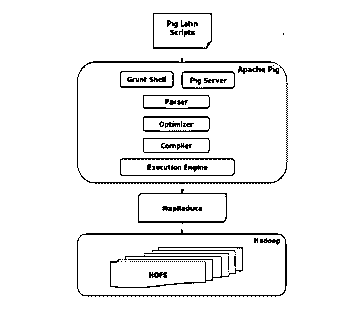 Pig Latin
Scripts
Apache Pig
Grunt Shell
Pig Server
Parser
Optimizer
Compiler
Execution Engine
MapReduce
Hadoop
HDFS